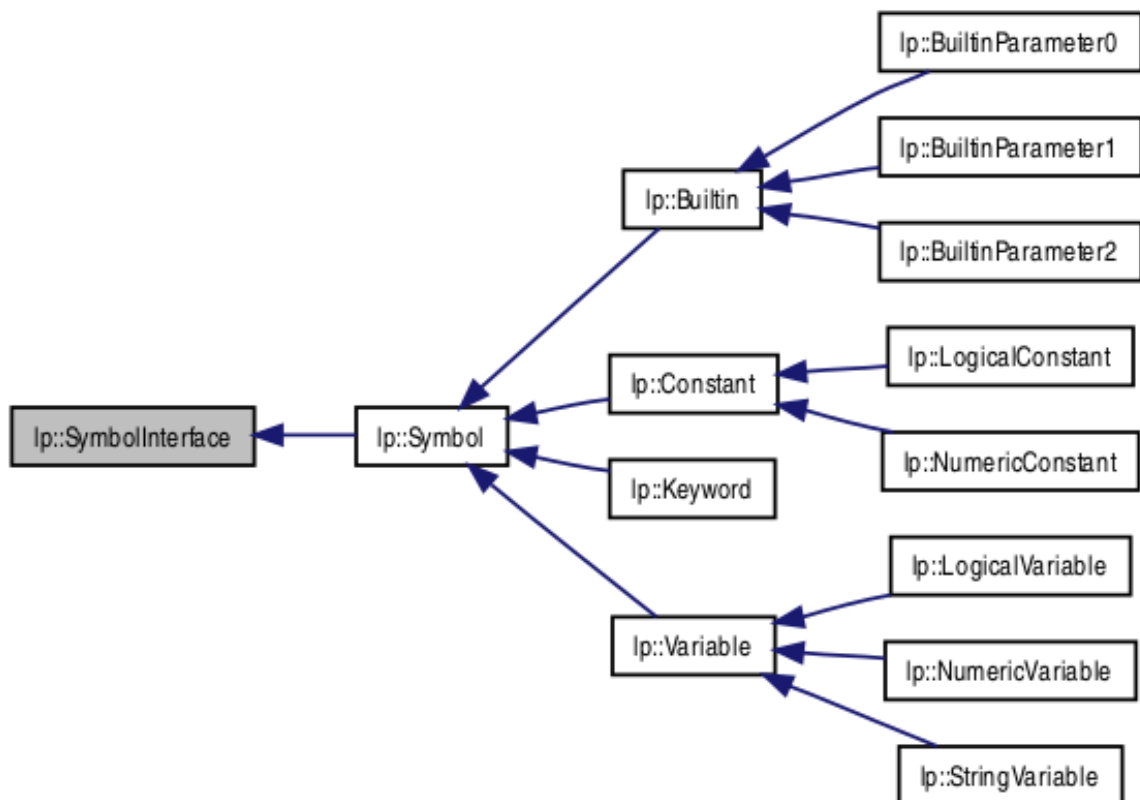 lp::BuiltinParameter0
lp::BuiltinParameter1
lp::Builtin
lp::BuiltinParameter2
lp::LogicalConstant
lp::Constant
lp::SymbolInterface
lp::Symbol
lp::NumericConstant
lp::Keyword
lp::LogicalVariable
lp::Variable
lp::NumericVariable
lp::StringVariable